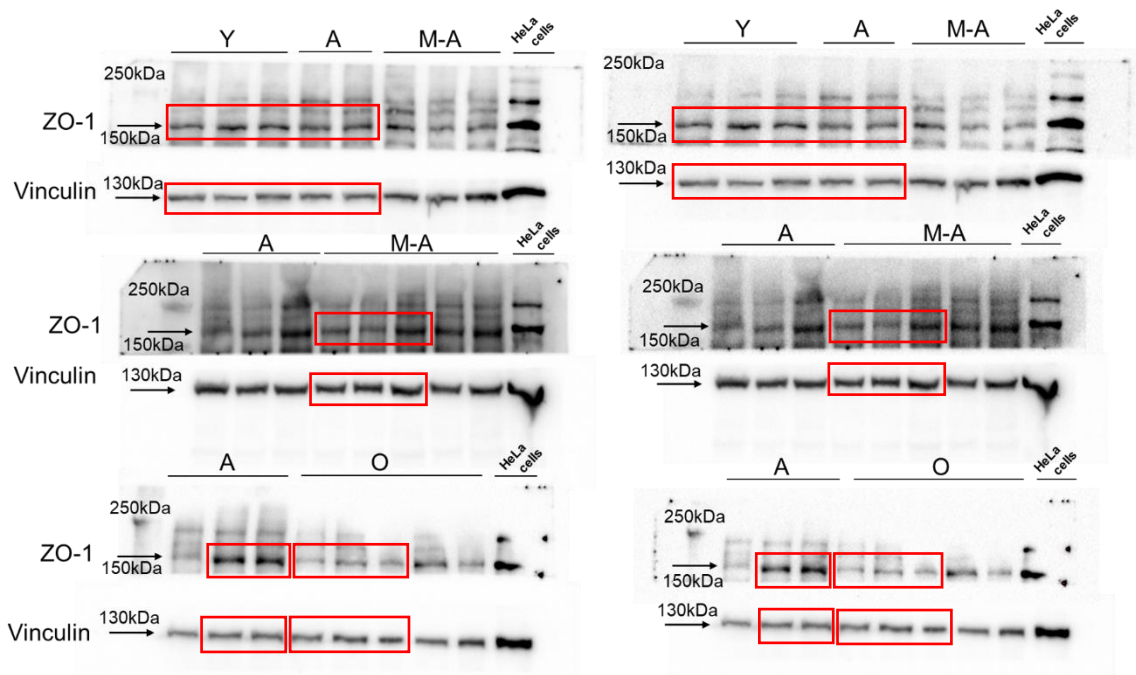 Y A M-A HeLa cells
250kDa
ZO-1
150kDa
Vinculin 130kDa
Y A M-A HeLa cells
250kDa
150kDa
130kDa
A M-A HeLa cells
250kDa
ZO-1
150kDa
Vinculin 130kDa
A M-A HeLa cells
250kDa
150kDa
130kDa
A O HeLa cells
250kDa
ZO-1
150kDa
Vinculin 130kDa
A O HeLa cells
250kDa
150kDa
130kDa